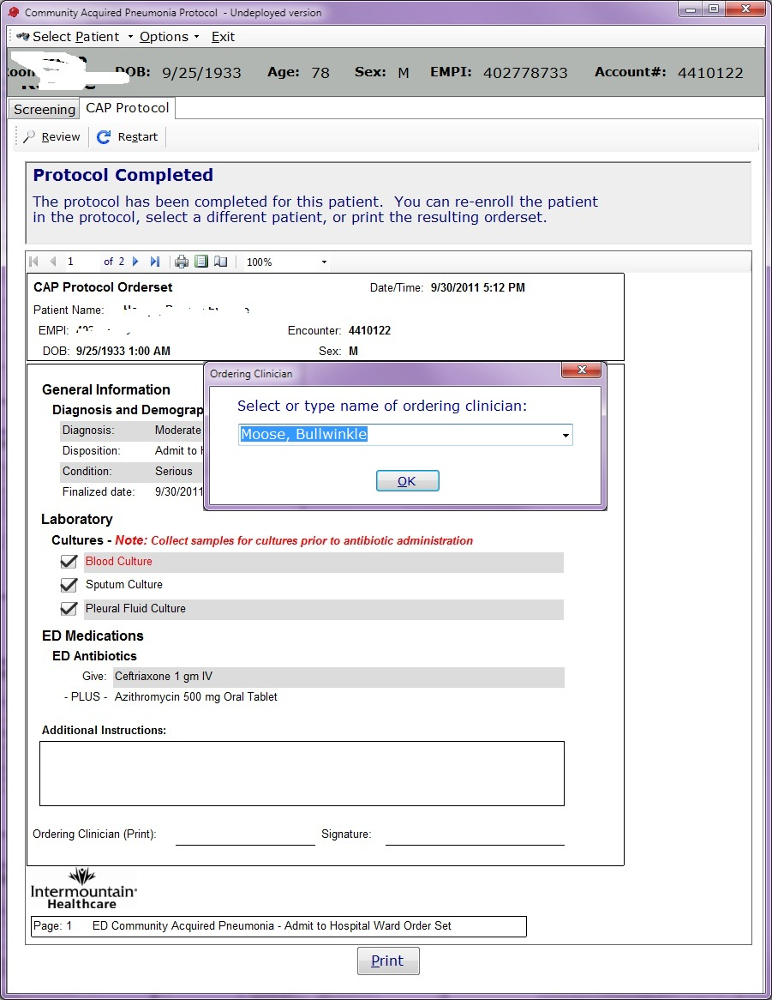 Community Acquired Pneumonia Protocol - Undeployed version
Select Patient Options Exit
DOB: 9/25/1933 Age: 78 Sex: M EMPI: 402778733 Account#: 4410122
Screening CAP Protocol
Review Restart
Protocol Completed
The protocol has been completed for this patient. You can re-enroll the patient
in the protocol, select a different patient, or print the resulting orderset.
1 of 2 100%
CAP Protocol Orderset Date/Time: 9/30/2011 5:12 PM
Patient Name:
EMPI: Encounter: 4410122
DOB: 9/25/1933 1:00 AM Sex: M
Ordering Clinician
General Information
Select or type name of ordering clinician:
Diagnosis and Demograp
Diagnosis: Moderate
Moose, Bullwinkle
Disposition: Admit to
Condition: Serious
OK
Finalized date: 9/30/2011
Laboratory
Cultures - Note: Collect samples for cultures prior to antibiotic administration
Blood Culture
Sputum Culture
Pleural Fluid Culture
ED Medications
ED Antibiotics
Give: Ceftriaxone 1 gm IV
- PLUS - Azithromycin 500 mg Oral Tablet
Additional Instructions:
Ordering Clinician (Print): Signature:
Intermountain
Healthcare
Page: 1 ED Community Acquired Pneumonia - Admit to Hospital Ward Order Set
Print